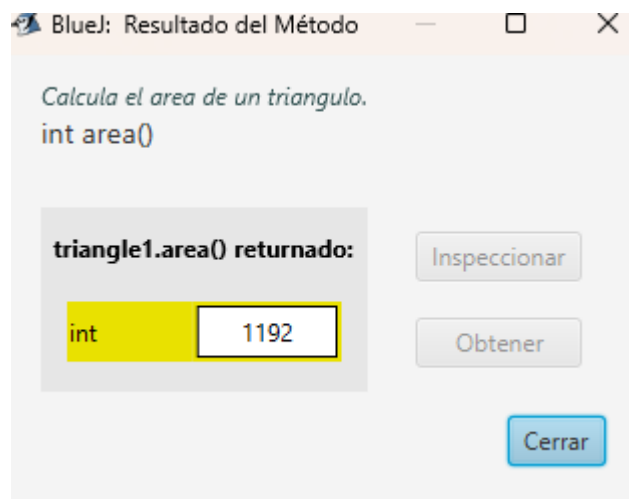 BlueJ: Resultado del Método
Calcula el area de un triangulo.
int area()
triangle1.area() returnado:
Inspeccionar
int 1192
Obtener
Cerrar